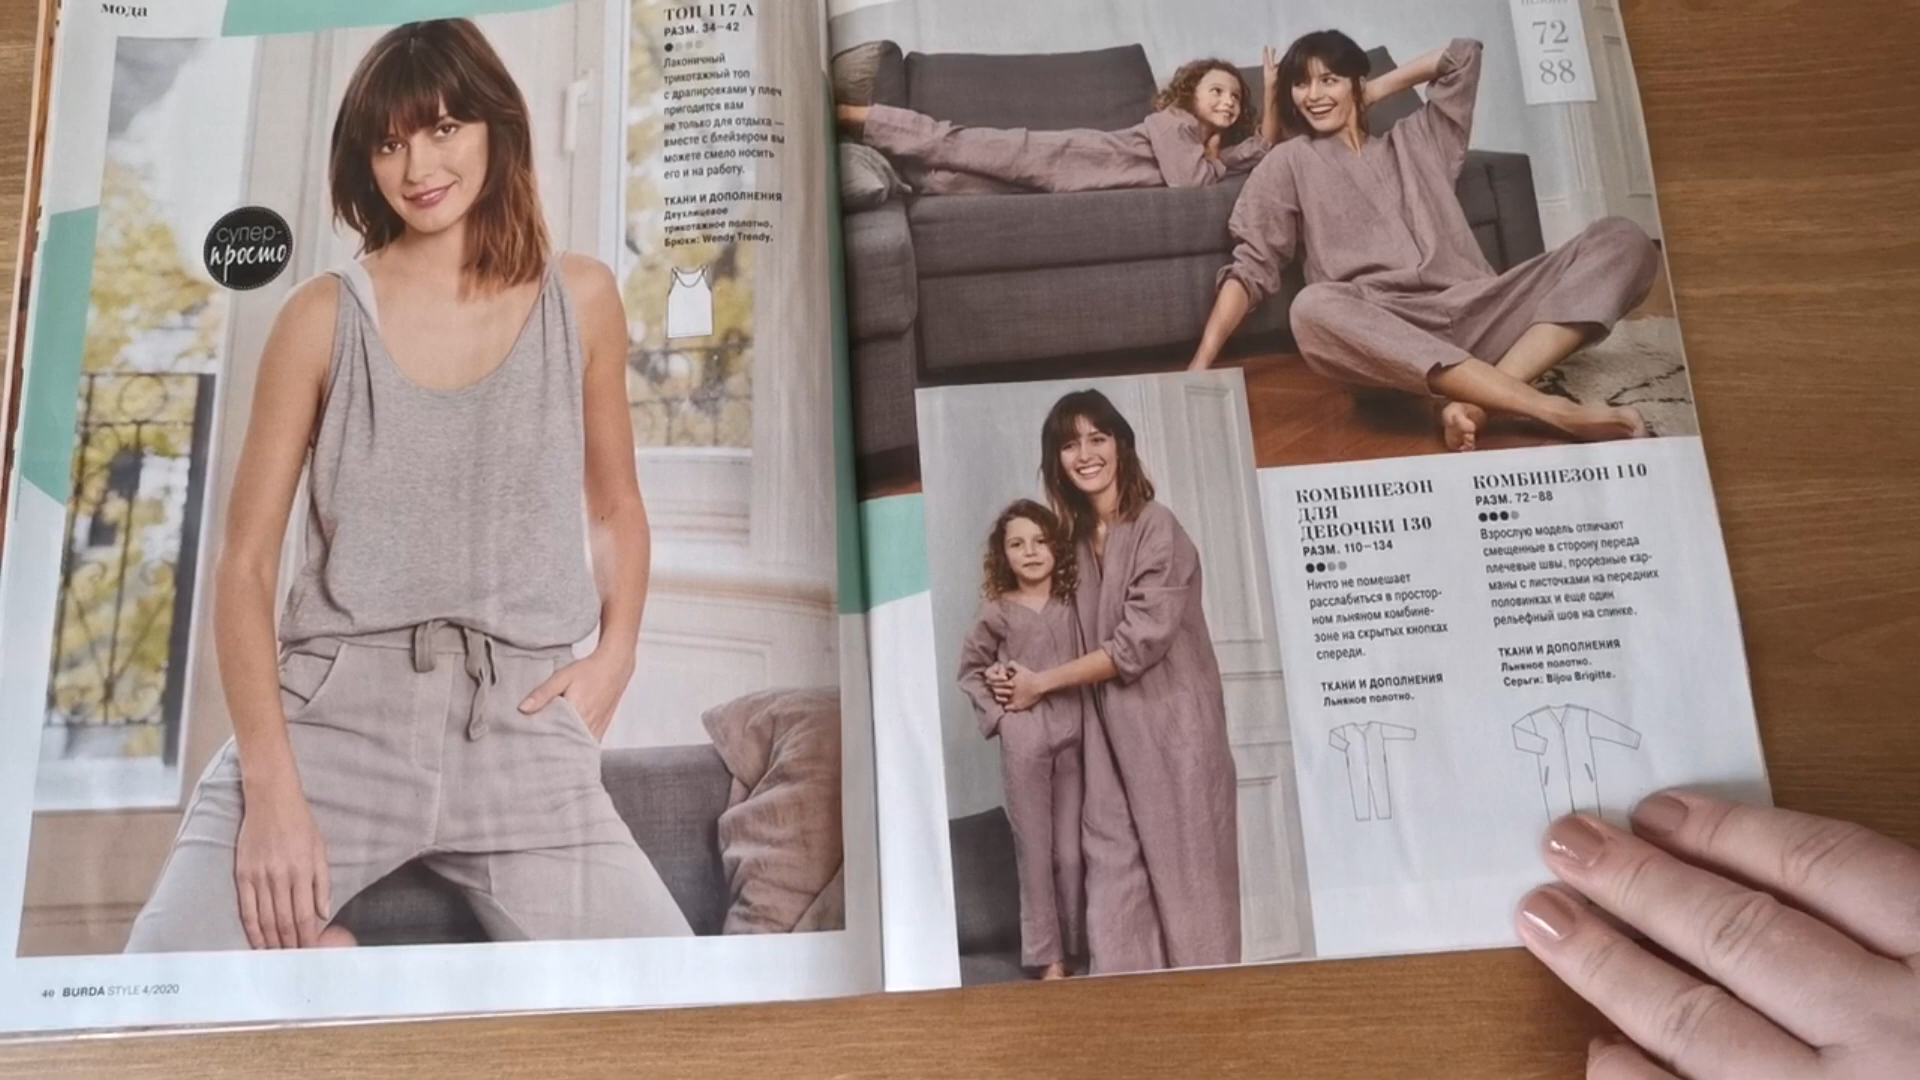 мода
супер-
просто
ТОП 117 А
РАЗМ. 34–42
Лаконичный
трикотажный топ
с драпировками у плеч
пригодится вам
не только для отдыха —
вместе с блейзером вы
можете смело носить
его и на работу.
ТКАНИ И ДОПОЛНЕНИЯ
Двухлицевое
трикотажное полотно.
Брюки: Wendy Trendy.
40 BURDA STYLE 4/2020
72
88
КОМБИНЕЗОН
ДЛЯ
ДЕВОЧКИ 130
РАЗМ. 110–134
Ничто не помешает
расслабиться в простор-
ном льняном комбине-
зоне на скрытых кнопках
спереди.
ТКАНИ И ДОПОЛНЕНИЯ
Льняное полотно.
КОМБИНЕЗОН 110
РАЗМ. 72–88
Взрослую модель отличают
смещенные в сторону переда
плечевые швы, прорезные кар-
маны с листочками на передних
половинках и еще один
рельефный шов на спинке.
ТКАНИ И ДОПОЛНЕНИЯ
Льняное полотно.
Серьги: Bijou Brigitte.